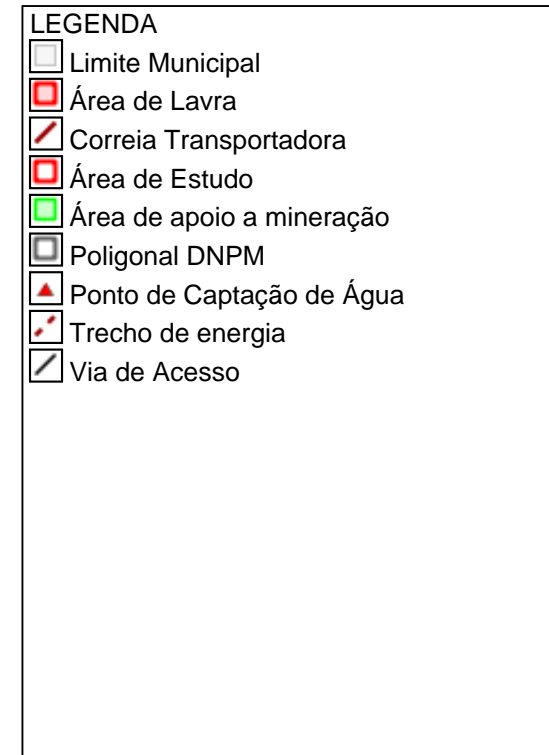 LEGENDA
Limite Municipal
Área de Lavra
Correia Transportadora
Área de Estudo
Área de apoio a mineração
Poligonal DNPM
Ponto de Captação de Água
Trecho de energia
Via de Acesso